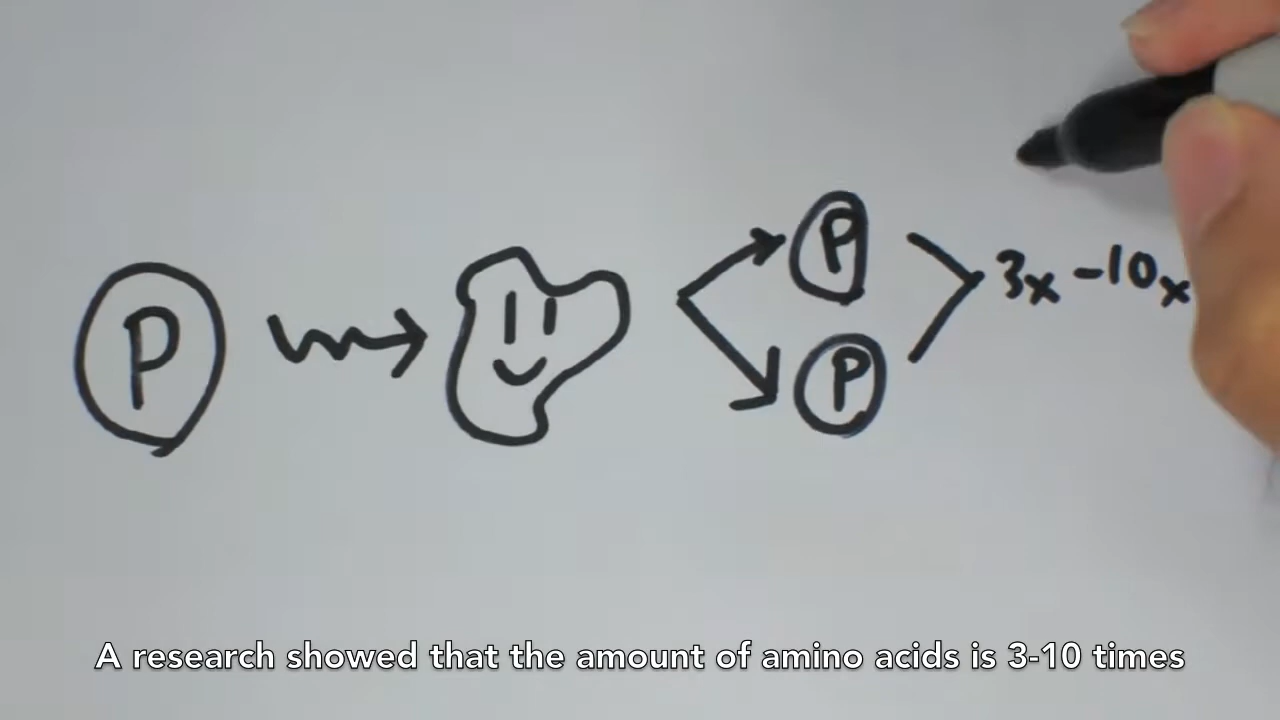 P
P
P
3x -10x
A research showed that the amount of amino acids is 3-10 times